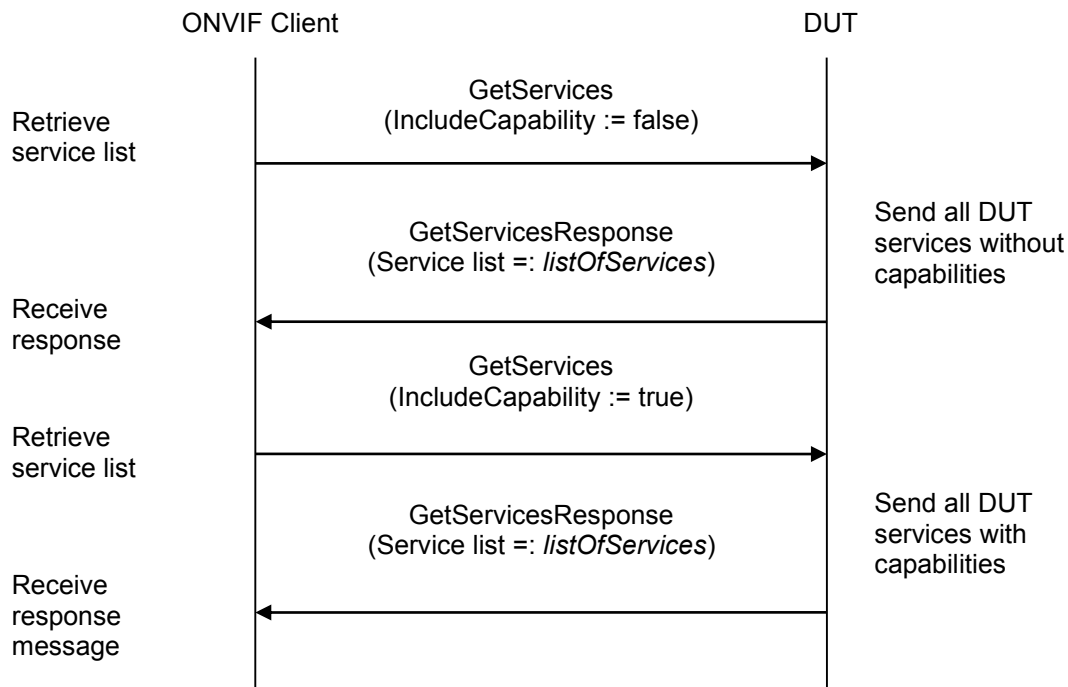 ONVIF Client
DUT
GetServices
(IncludeCapability := false)
Retrieve
service list
Send all DUT
services without
capabilities
GetServicesResponse
(Service list =: listOfServices)
Receive
response
GetServices
(IncludeCapability := true)
Retrieve
service list
Send all DUT
services with
capabilities
GetServicesResponse
(Service list =: listOfServices)
Receive
response
message